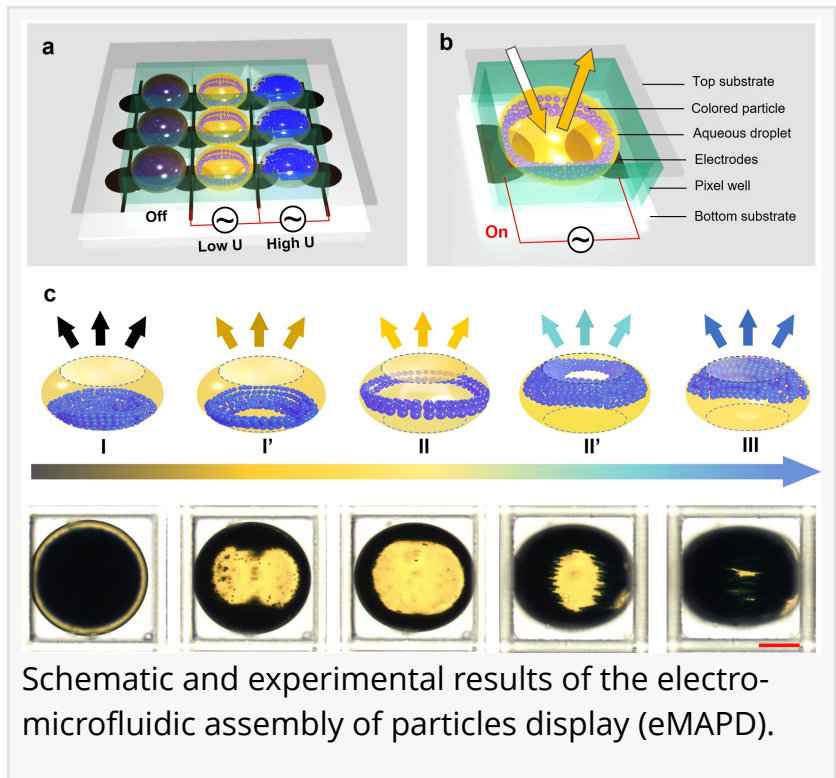 a
Off
Low U
High U
b
Top substrate
Colored particle
Aqueous droplet
Electrodes
Pixel well
Bottom substrate
On
c
I
I’
II
II’
III
Schematic and experimental results of the electro-
microfluidic assembly of particles display (eMAPD).